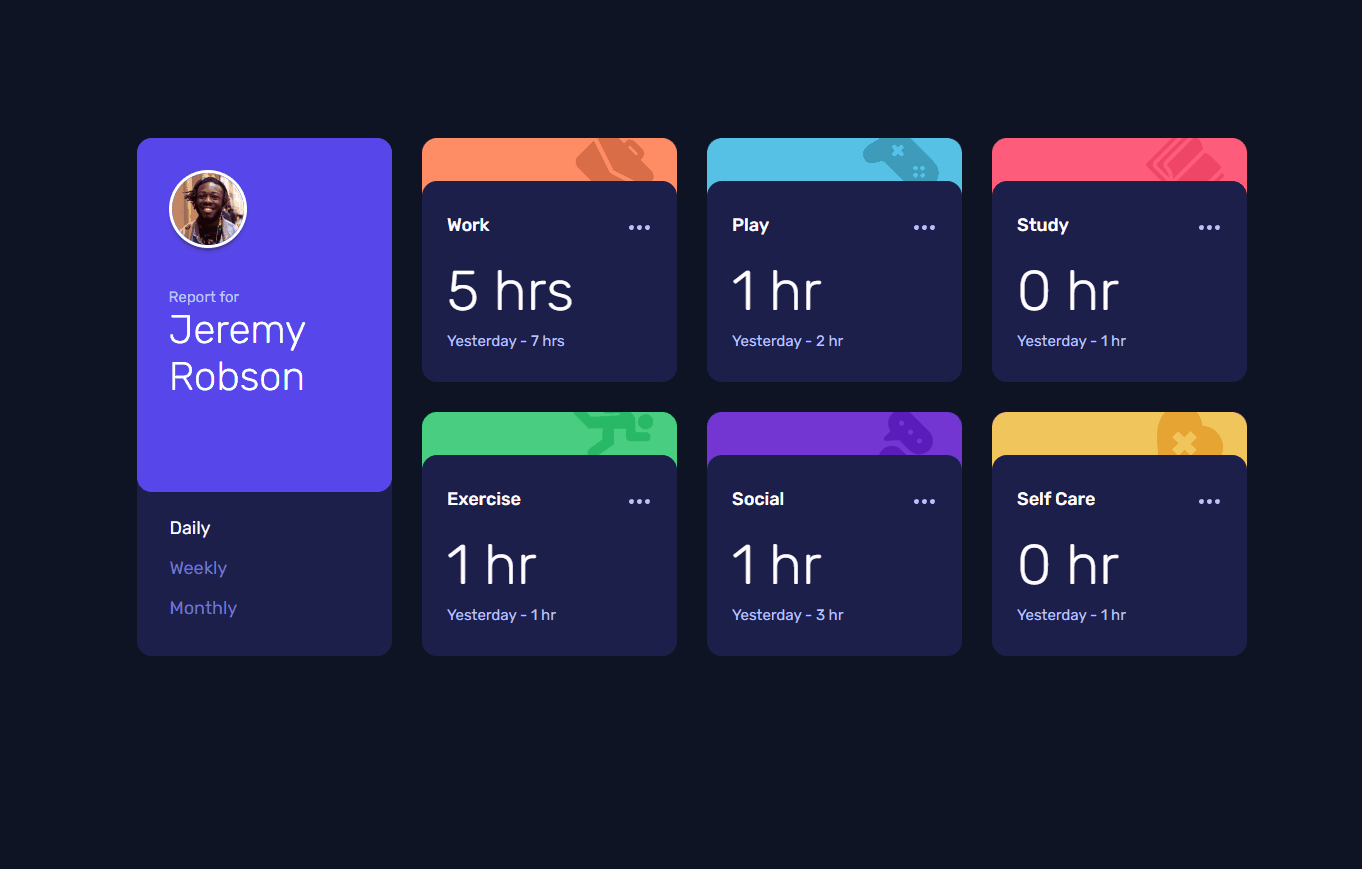 Report for
Jeremy
Robson
Daily
Weekly
Monthly
Work
5 hrs
Yesterday - 7 hrs
Play
1 hr
Yesterday - 2 hr
Study
0 hr
Yesterday - 1 hr
Exercise
1 hr
Yesterday - 1 hr
Social
1 hr
Yesterday - 3 hr
Self Care
0 hr
Yesterday - 1 hr